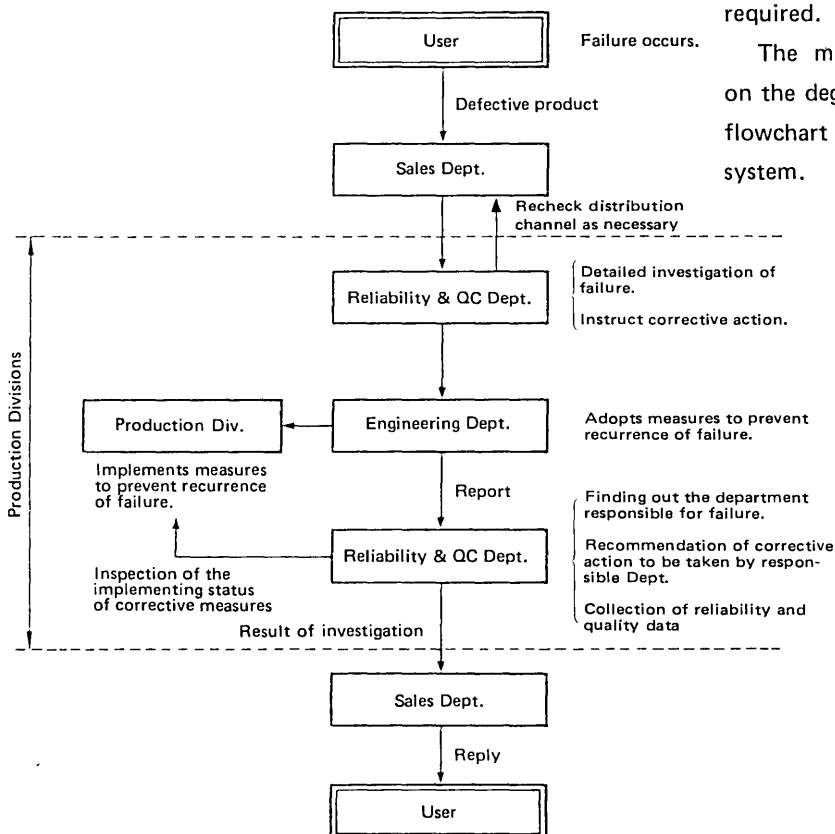 required.
The m
on the deg
flowchart
system.
User
Failure occurs.
Defective product
Sales Dept.
Recheck distribution
channel as necessary
Production Divisions
Reliability & QC Dept.
Detailed investigation of
failure.
Instruct corrective action.
Production Div.
Engineering Dept.
Adopts measures to prevent
recurrence of failure.
Implements measures
to prevent recurrence
of failure.
Report
Reliability & QC Dept.
Finding out the department
responsible for failure.
Recommendation of corrective
action to be taken by respon-
sible Dept.
Collection of reliability and
quality data
Inspection of the
implementing status
of corrective measures
Result of investigation
Sales Dept.
Reply
User